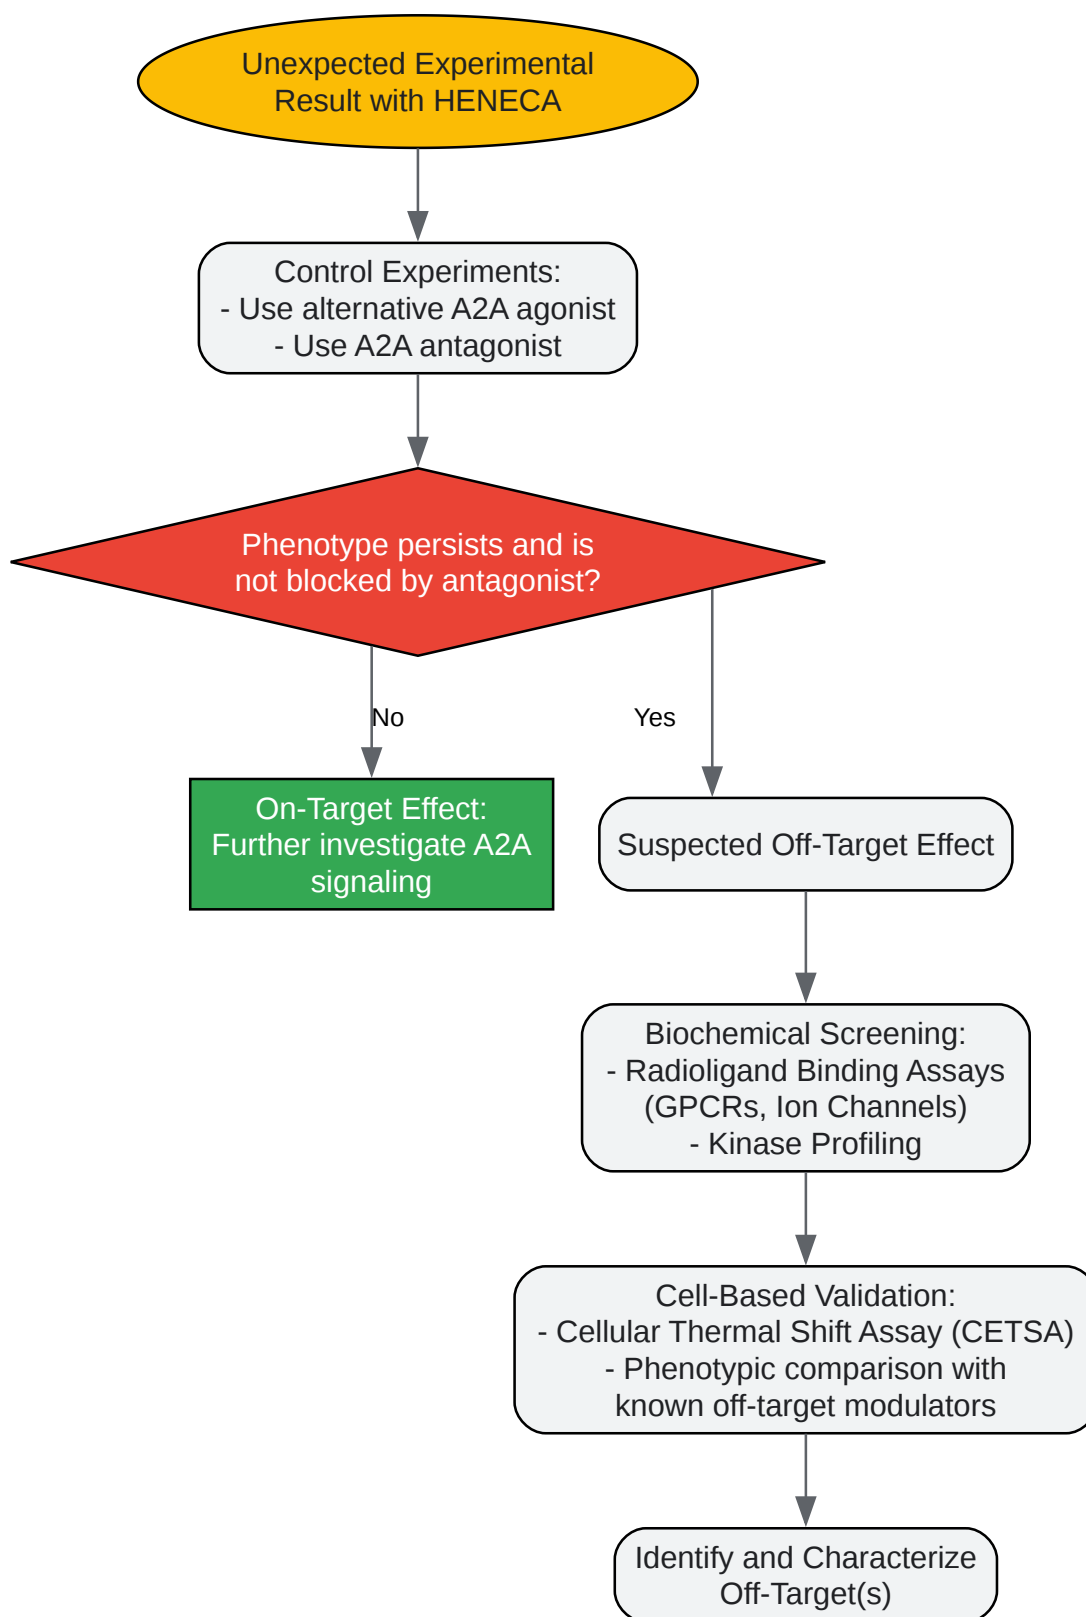 Unexpected Experimental
Result with HENECA
Control Experiments:
- Use alternative A2A agonist
- Use A2A antagonist
Phenotype persists and is
not blocked by antagonist?
No
Yes
On-Target Effect:
Further investigate A2A
signaling
Suspected Off-Target Effect
Biochemical Screening:
- Radioligand Binding Assays
(GPCRs, Ion Channels)
- Kinase Profiling
Cell-Based Validation:
- Cellular Thermal Shift Assay (CETSA)
- Phenotypic comparison with
known off-target modulators
Identify and Characterize
Off-Target(s)